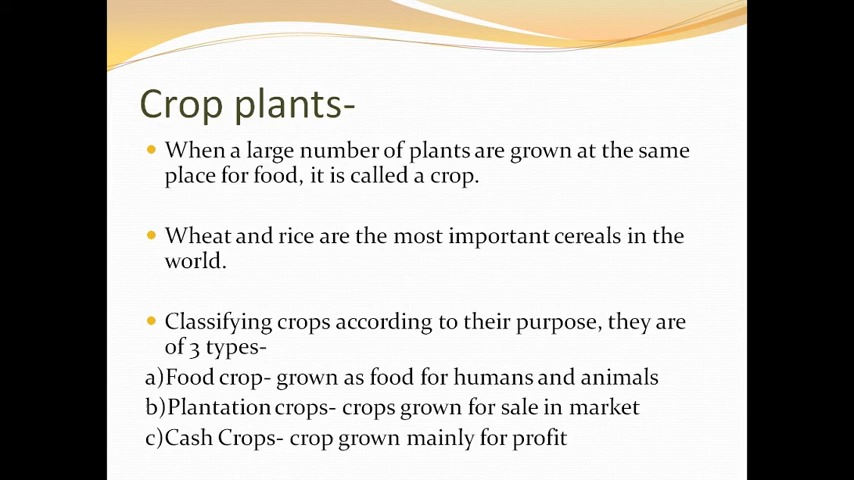 Crop plants-
When a large number of plants are grown at the same
place for food, it is called a crop.
Wheat and rice are the most important cereals in the
world.
Classifying crops according to their purpose, they are
of 3 types-
a)Food crop- grown as food for humans and animals
b)Plantation crops- crops grown for sale in market
c)Cash Crops- crop grown mainly for profit